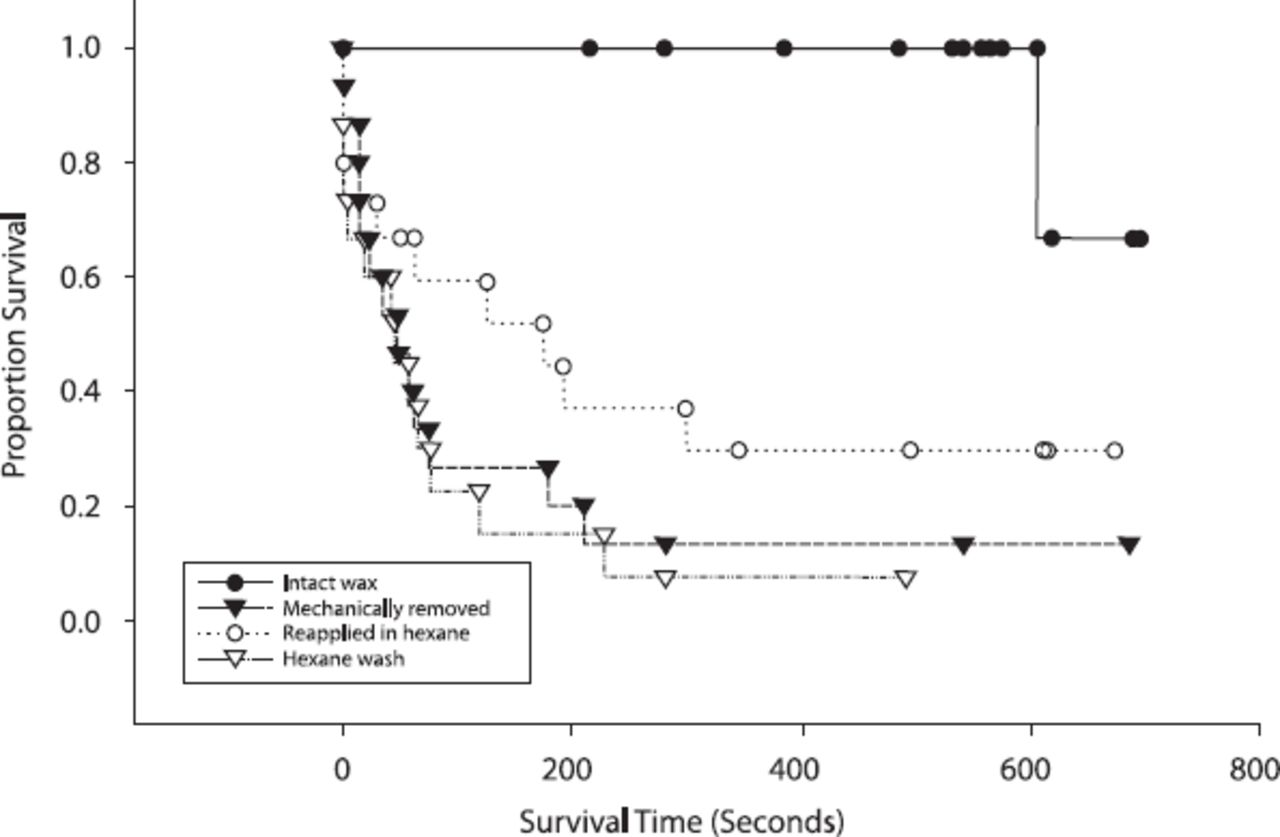 1.0
0.8
0.6
0.4
0.2
0.0
Proportion Survival
Intact wax
Mechanically removed
Reapplied in hexane
Hexane wash
0 200 400 600 800
Survival Time (Seconds)